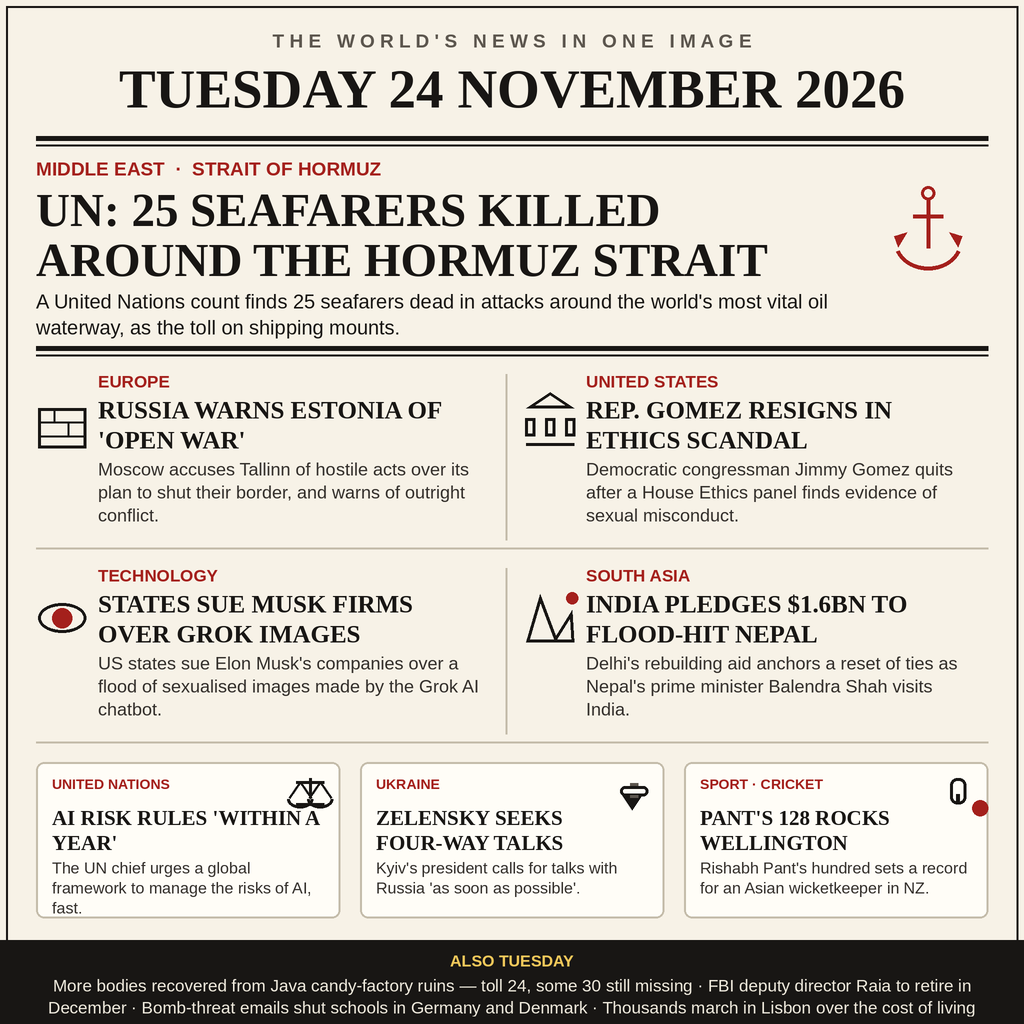 THE WORLD'S NEWS IN ONE IMAGE
TUESDAY 24 NOVEMBER 2026
MIDDLE EAST · STRAIT OF HORMUZ
UN: 25 SEAFARERS KILLED
AROUND THE HORMUZ STRAIT
A United Nations count finds 25 seafarers dead in attacks around the world's most vital oil
waterway, as the toll on shipping mounts.
EUROPE
RUSSIA WARNS ESTONIA OF
'OPEN WAR'
Moscow accuses Tallinn of hostile acts over its
plan to shut their border, and warns of outright
conflict.
UNITED STATES
REP. GOMEZ RESIGNS IN
ETHICS SCANDAL
Democratic congressman Jimmy Gomez quits
after a House Ethics panel finds evidence of
sexual misconduct.
TECHNOLOGY
STATES SUE MUSK FIRMS
OVER GROK IMAGES
US states sue Elon Musk's companies over a
flood of sexualised images made by the Grok AI
chatbot.
SOUTH ASIA
INDIA PLEDGES $1.6BN TO
FLOOD-HIT NEPAL
Delhi's rebuilding aid anchors a reset of ties as
Nepal's prime minister Balendra Shah visits
India.
UNITED NATIONS
AI RISK RULES 'WITHIN A
YEAR'
The UN chief urges a global
framework to manage the risks of AI,
fast.
UKRAINE
ZELENSKY SEEKS
FOUR-WAY TALKS
Kyiv's president calls for talks with
Russia 'as soon as possible'.
SPORT · CRICKET
PANT'S 128 ROCKS
WELLINGTON
Rishabh Pant's hundred sets a record
for an Asian wicketkeeper in NZ.
ALSO TUESDAY
More bodies recovered from Java candy-factory ruins — toll 24, some 30 still missing · FBI deputy director Raia to retire in
December · Bomb-threat emails shut schools in Germany and Denmark · Thousands march in Lisbon over the cost of living